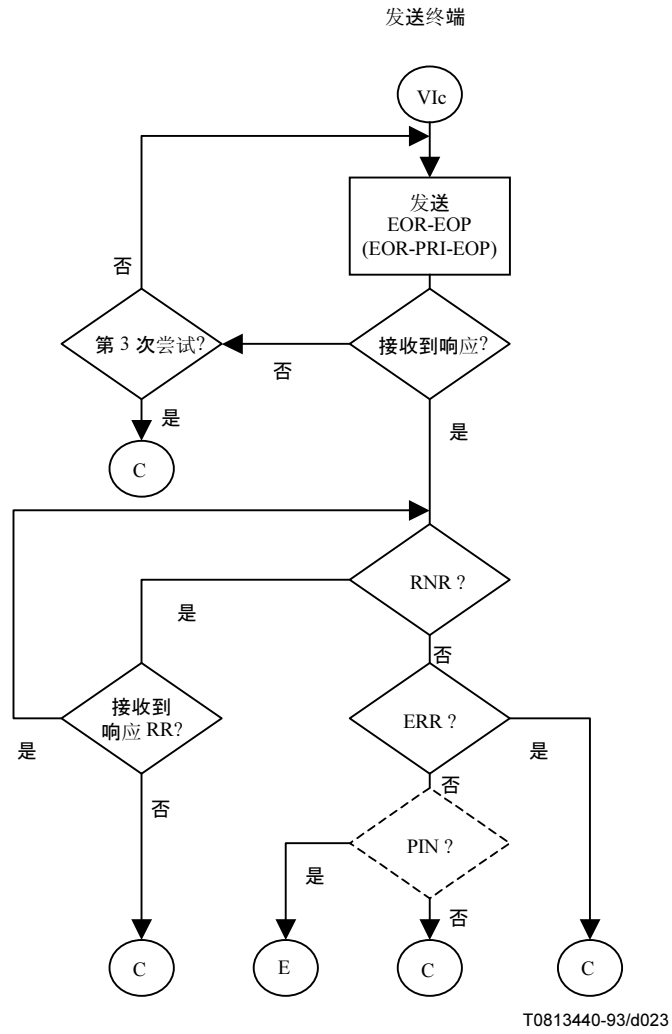 发送终端
VIc
发送
EOR-EOP
(EOR-PRI-EOP)
否
第 3 次尝试?
否
接收到响应?
是
是
C
RNR ?
是
否
接收到
响应 RR?
ERR ?
是
是
否
否
PIN ?
是
否
C
E
C
C
T0813440-93/d023